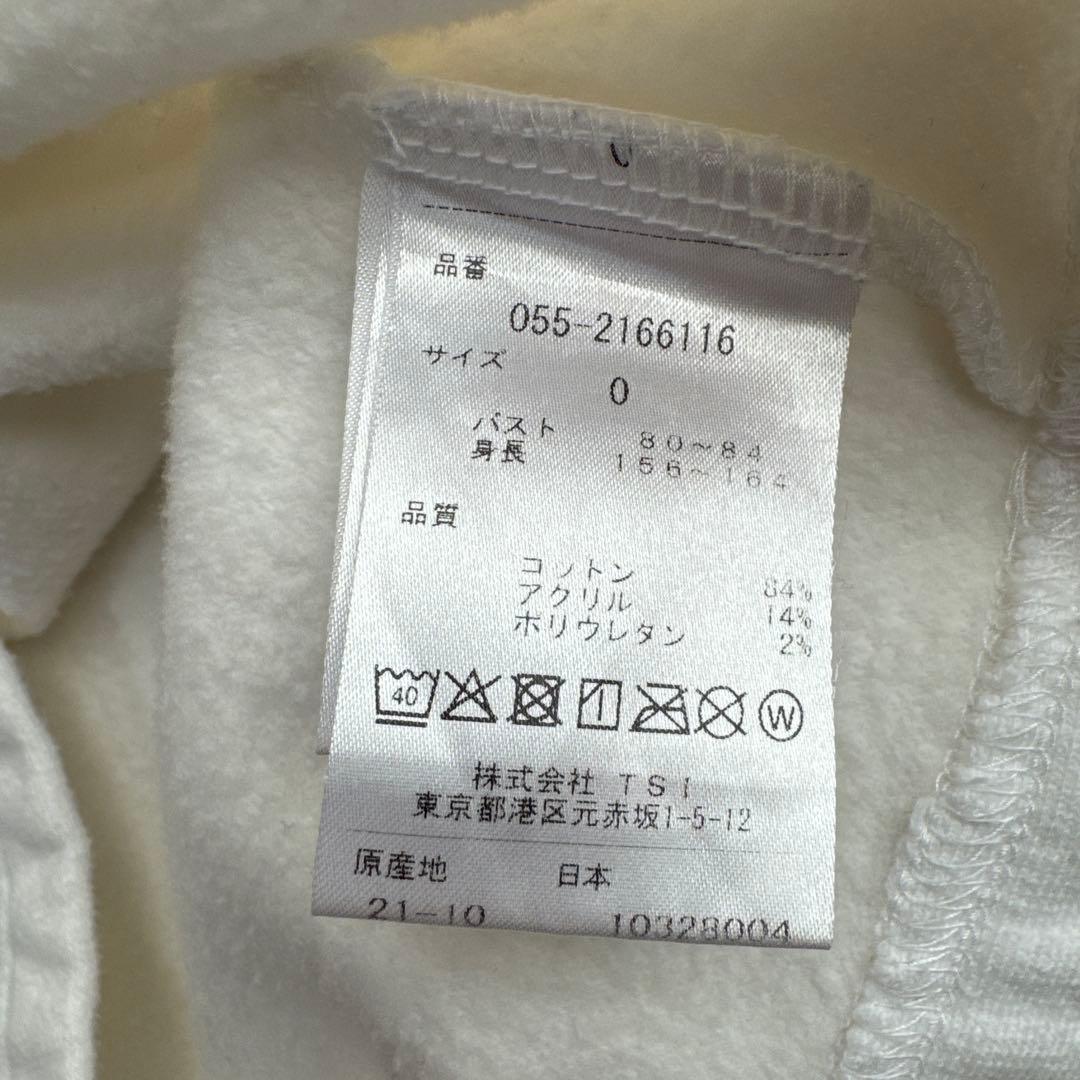 品番
055-2166116
サイズ
0
バスト 80~84
身長 156~164
品質
コットン 84%
アクリル 14%
ポリウレタン 2%
40
W
株式会社 TSI
東京都港区元赤坂1-5-12
原産地 日本
21-10 10328004